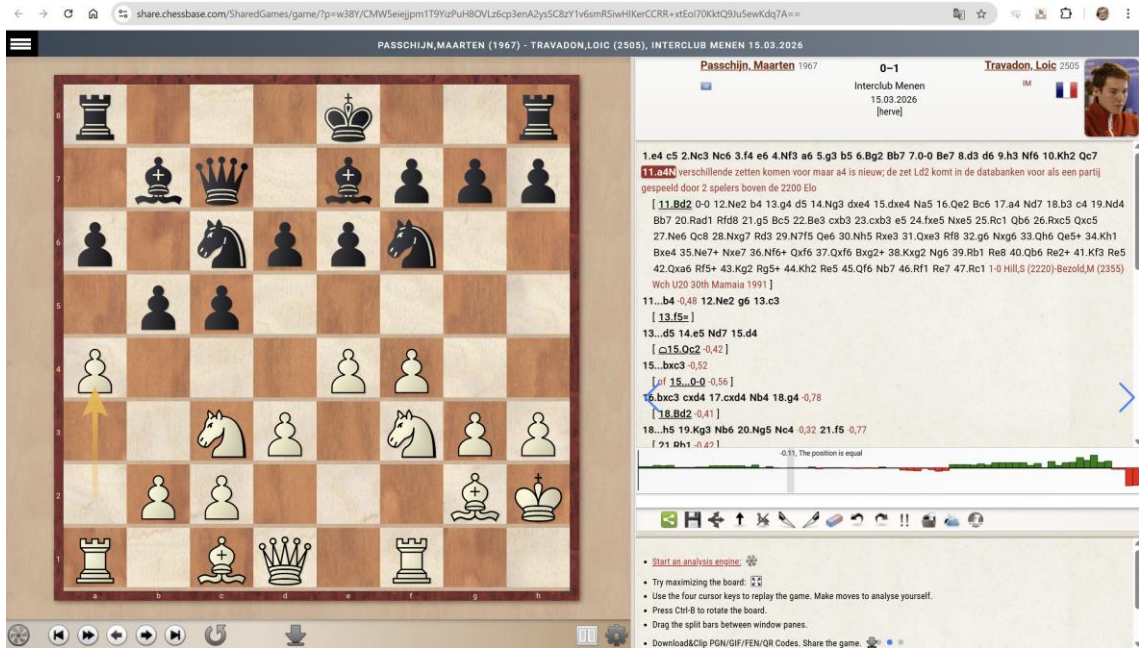 share.chessbase.com/SharedGames/game/?p=w38Y/CMW5eiejjpm1T9YizPuH8OVLz6cp3enA2ysSC8zY1v6smRSiwHIKerCCRR+xtEol70KktQ9Ju5ewKdq7A==
PASSCHIJN,MAARTEN (1967) - TRAVADON,LOIC (2505), INTERCLUB MENEN 15.03.2026
Passchijn, Maarten 1967
0–1
Travadon, Loic 2505
Interclub Menen
IM
15.03.2026
[herve]
1.e4 c5 2.Nc3 Nc6 3.f4 e6 4.Nf3 a6 5.g3 b5 6.Bg2 Bb7 7.0-0 Be7 8.d3 d6 9.h3 Nf6 10.Kh2 Qc7
11.a4N verschillende zetten komen voor maar a4 is nieuw; de zet Ld2 komt in de databanken voor als een partij
gespeeld door 2 spelers boven de 2200 Elo
[ 11.Bd2 0-0 12.Ne2 b4 13.g4 d5 14.Ng3 dxe4 15.dxe4 Na5 16.Qe2 Bc6 17.a4 Nd7 18.b3 c4 19.Nd4
Bb7 20.Rad1 Rfd8 21.g5 Bc5 22.Be3 cxb3 23.cxb3 e5 24.fxe5 Nxe5 25.Rc1 Qb6 26.Rxc5 Qxc5
27.Ne6 Qc8 28.Nxg7 Rd3 29.N7f5 Qe6 30.Nh5 Rxe3 31.Qxe3 Rf8 32.g6 Nxg6 33.Qh6 Qe5+ 34.Kh1
Bxe4 35.Ne7+ Nxe7 36.Nf6+ Qxf6 37.Qxf6 Bxg2+ 38.Kxg2 Ng6 39.Rb1 Re8 40.Qb6 Re2+ 41.Kf3 Re5
42.Qxa6 Rf5+ 43.Kg2 Rg5+ 44.Kh2 Re5 45.Qf6 Nb7 46.Rf1 Re7 47.Rc1 1-0 Hill,S (2220)-Bezold,M (2355)
Wch U20 30th Mamaia 1991 ]
11...b4 -0,48 12.Ne2 g6 13.c3
[ 13.f5= ]
13...d5 14.e5 Nd7 15.d4
[ ⌓15.Qc2 -0,42 ]
15...bxc3 -0,52
[ of 15...0-0 -0,56 ]
16.bxc3 cxd4 17.cxd4 Nb4 18.g4 -0,78
[ 18.Bd2 -0,41 ]
18...h5 19.Kg3 Nb6 20.Ng5 Nc4 -0,32 21.f5 -0,77
[ 21.Rb1 -0,42 ]
-0.11, The position is equal
8
7
6
5
4
3
2
1
a b c d e f g h
Start an analysis engine:
Try maximizing the board:
Use the four cursor keys to replay the game. Make moves to analyse yourself.
Press Ctrl-B to rotate the board.
Drag the split bars between window panes.
Download&Clip PGN/GIF/FEN/QR Codes. Share the game.